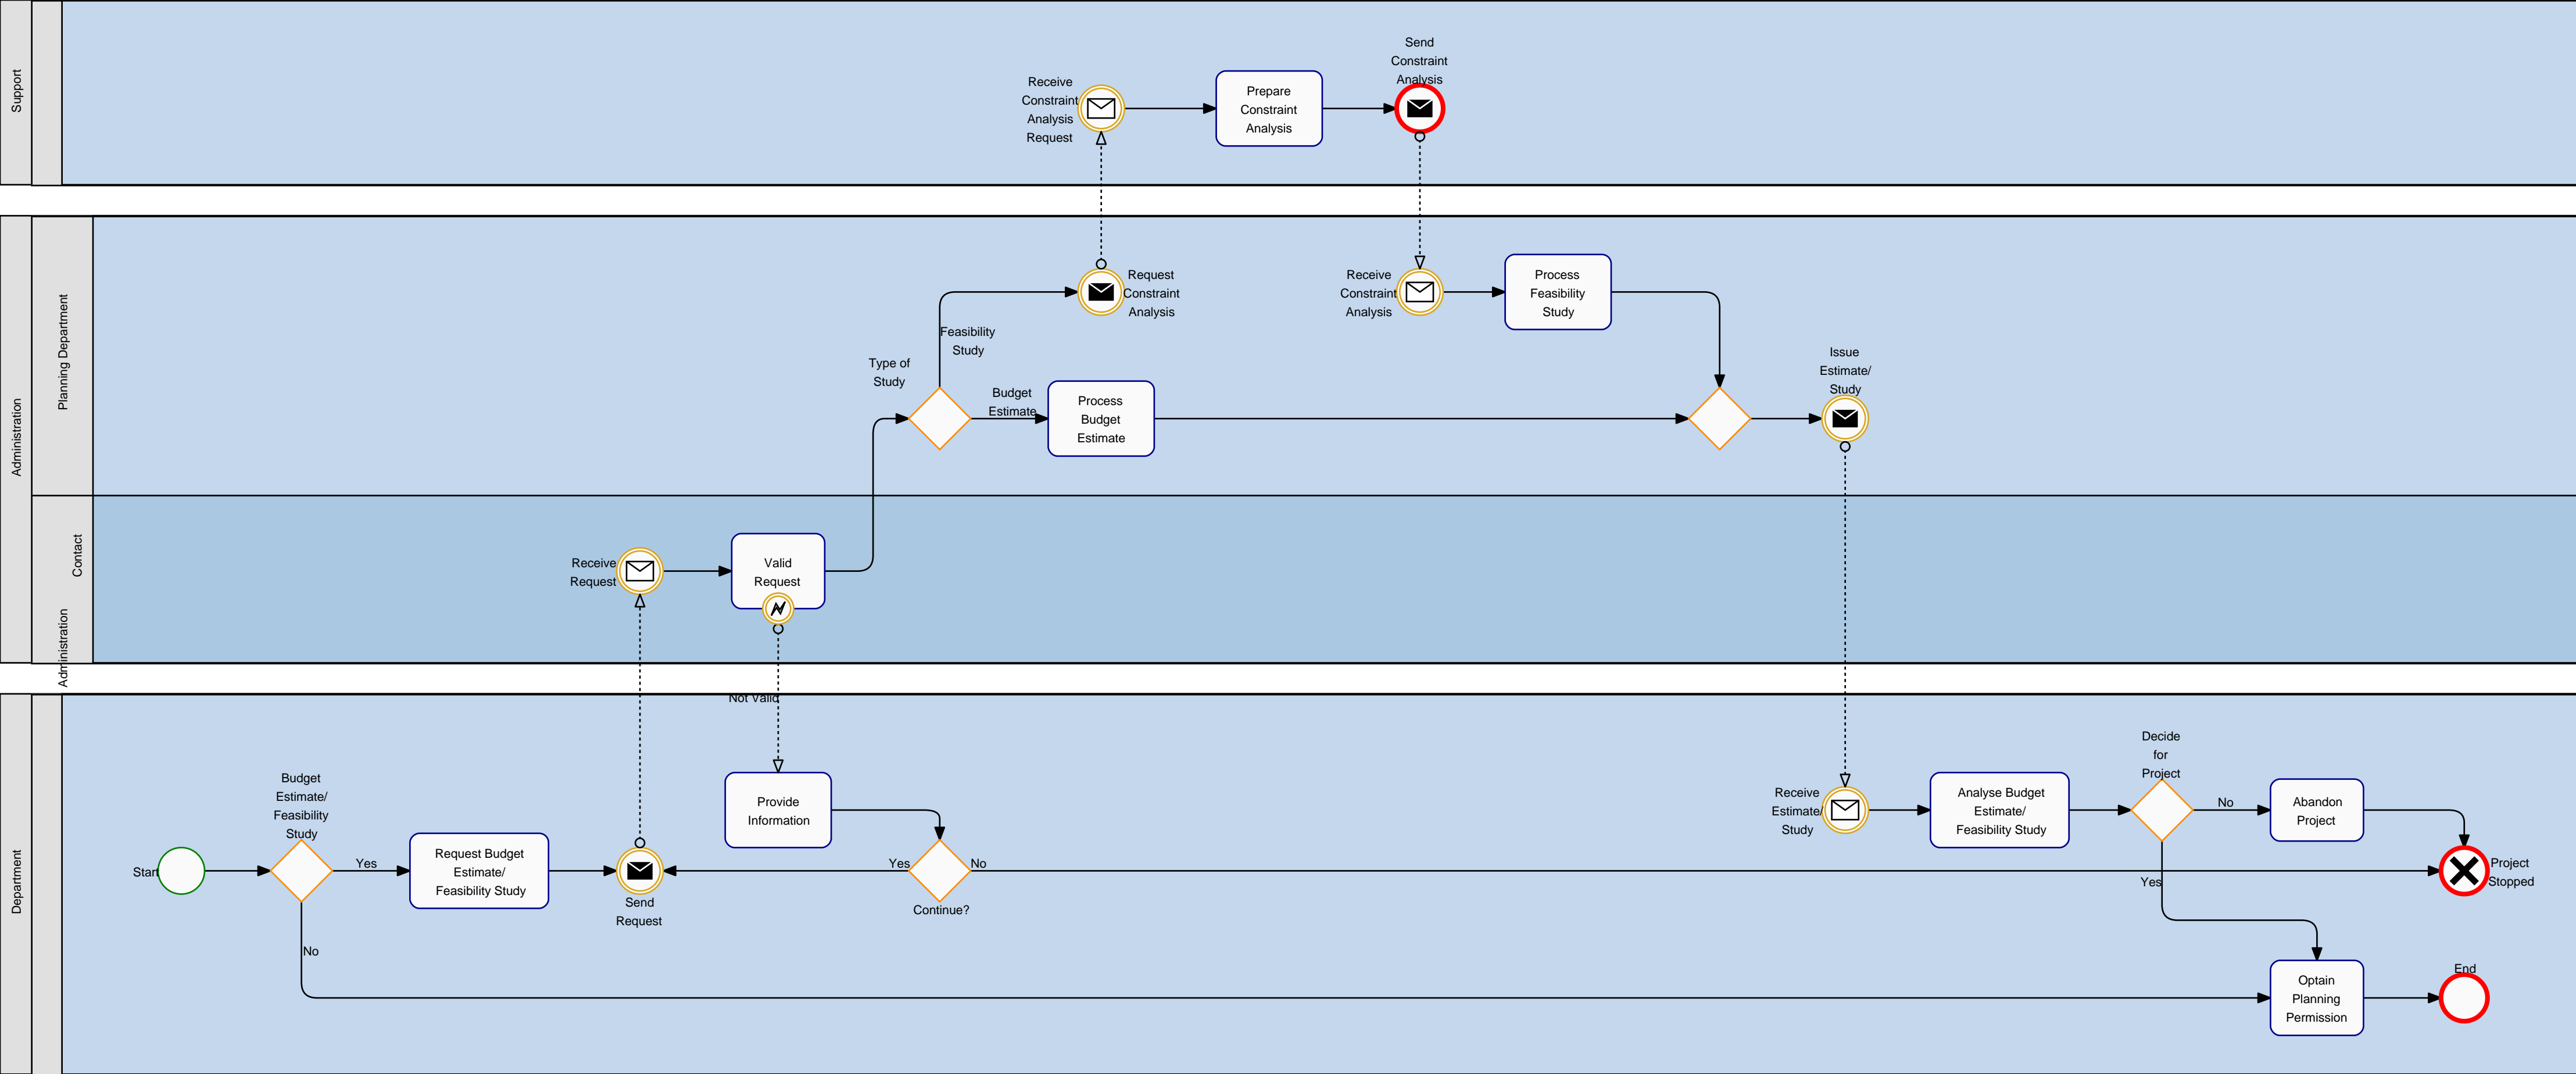 Support
Send
Constraint
Analysis
Receive
Constraint
Analysis
Request
Prepare
Constraint
Analysis
Administration
Planning Department
Request
Constraint
Analysis
Receive
Constraint
Analysis
Process
Feasibility
Study
Feasibility
Study
Type of
Study
Budget
Estimate
Process
Budget
Estimate
Issue
Estimate/
Study
Contact
Administration
Receive
Request
Valid
Request
Not Valid
Department
Start
Budget
Estimate/
Feasibility
Study
Yes
No
Request Budget
Estimate/
Feasibility Study
Send
Request
Provide
Information
Yes
No
Continue?
Receive
Estimate/
Study
Analyse Budget
Estimate/
Feasibility Study
Decide
for
Project
No
Yes
Abandon
Project
Project
Stopped
Optain
Planning
Permission
End